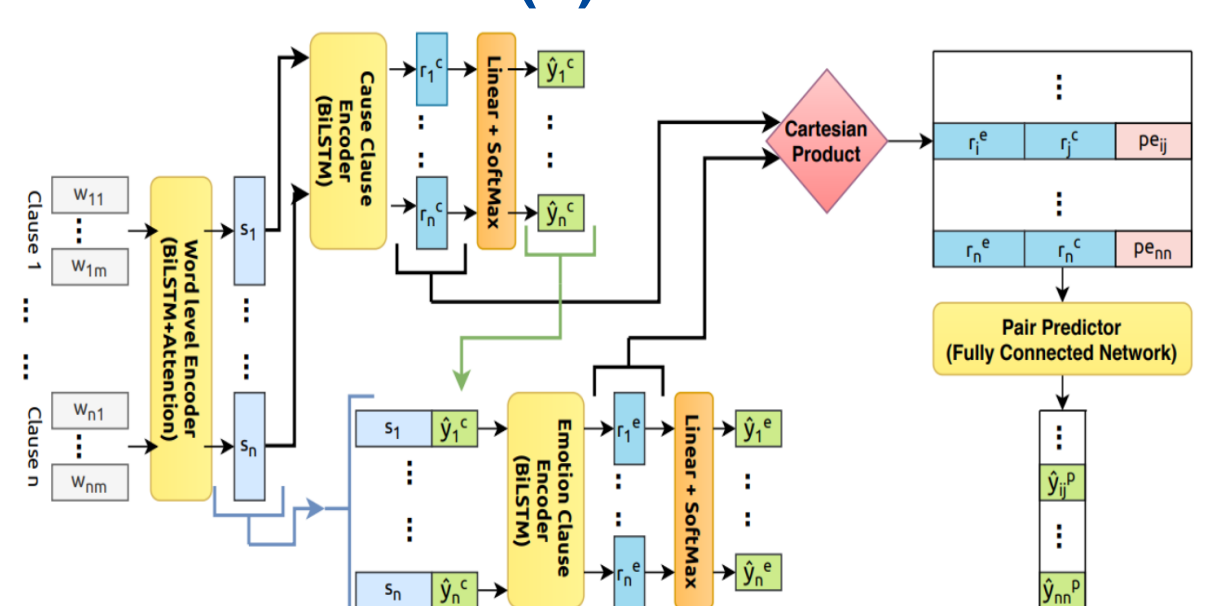 Clause 1
w11
⋮
w1m
⋮
⋮
Clause n
wn1
⋮
wnm
Word level Encoder
(BiLSTM+Attention)
s1
⋮
⋮
sn
Cause Clause
Encoder
(BiLSTM)
r1c
:
:
rnc
Linear + SoftMax
ŷ1c
:
:
ŷnc
s1 ŷ1c
⋮
⋮
sn ŷnc
Emotion Clause
Encoder
(BiLSTM)
r1e
:
:
rne
Linear + SoftMax
ŷ1e
:
:
ŷne
Cartesian
Product
⋮
rie rjc peij
⋮
rne rnc penn
Pair Predictor
(Fully Connected Network)
⋮
ŷijp
⋮
ŷnnp